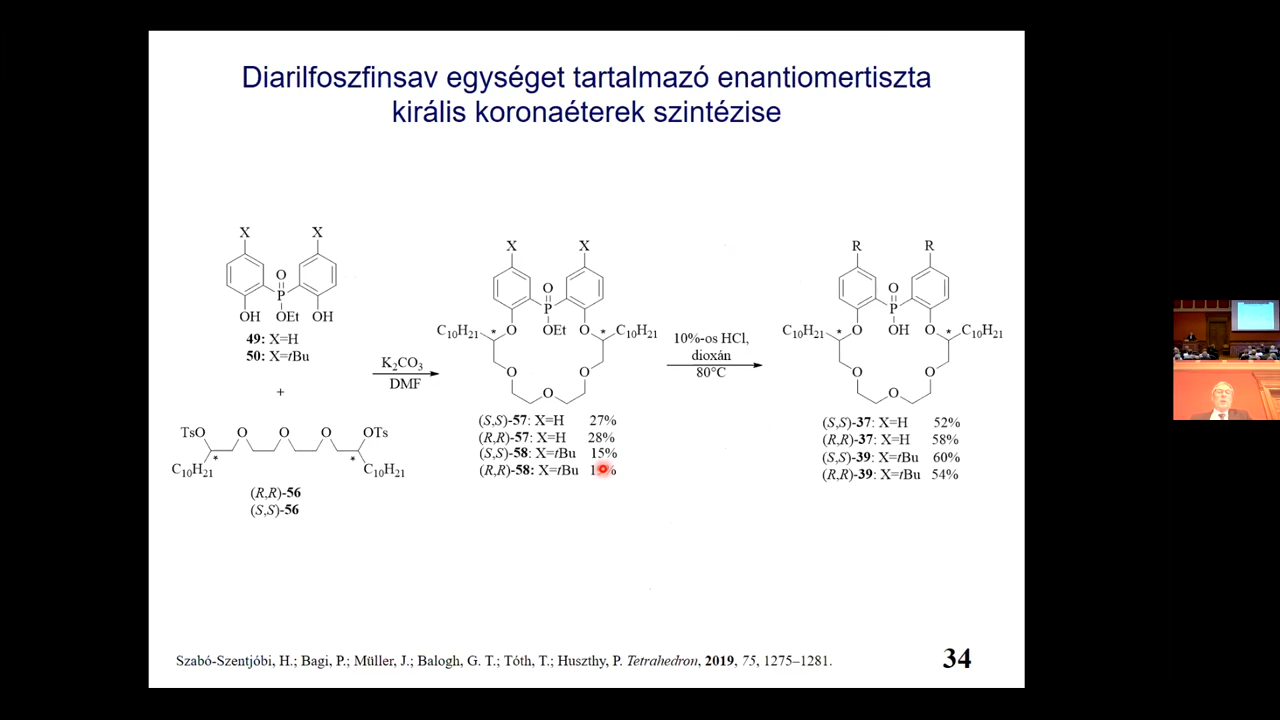 Diarilfoszfinsav egységet tartalmazó enantiomertiszta
királis koronaéterek szintézise
X X
O
P
OH OEt OH
49: X=H
50: X=tBu
+
TsO O O O OTs
* *
C10H21 C10H21
(R,R)-56
(S,S)-56
K2CO3
DMF
X X
O
P
C10H21 * O OEt O * C10H21
O O
O
(S,S)-57: X=H 27%
(R,R)-57: X=H 28%
(S,S)-58: X=tBu 15%
(R,R)-58: X=tBu
10%-os HCl,
dioxán
80°C
R R
O
P
C10H21 * O OH O * C10H21
O O
O
(S,S)-37: X=H 52%
(R,R)-37: X=H 58%
(S,S)-39: X=tBu 60%
(R,R)-39: X=tBu 54%
Szabó-Szentjóbi, H.; Bagi, P.; Müller, J.; Balogh, G. T.; Tóth, T.; Huszthy, P. Tetrahedron, 2019, 75, 1275–1281.
34